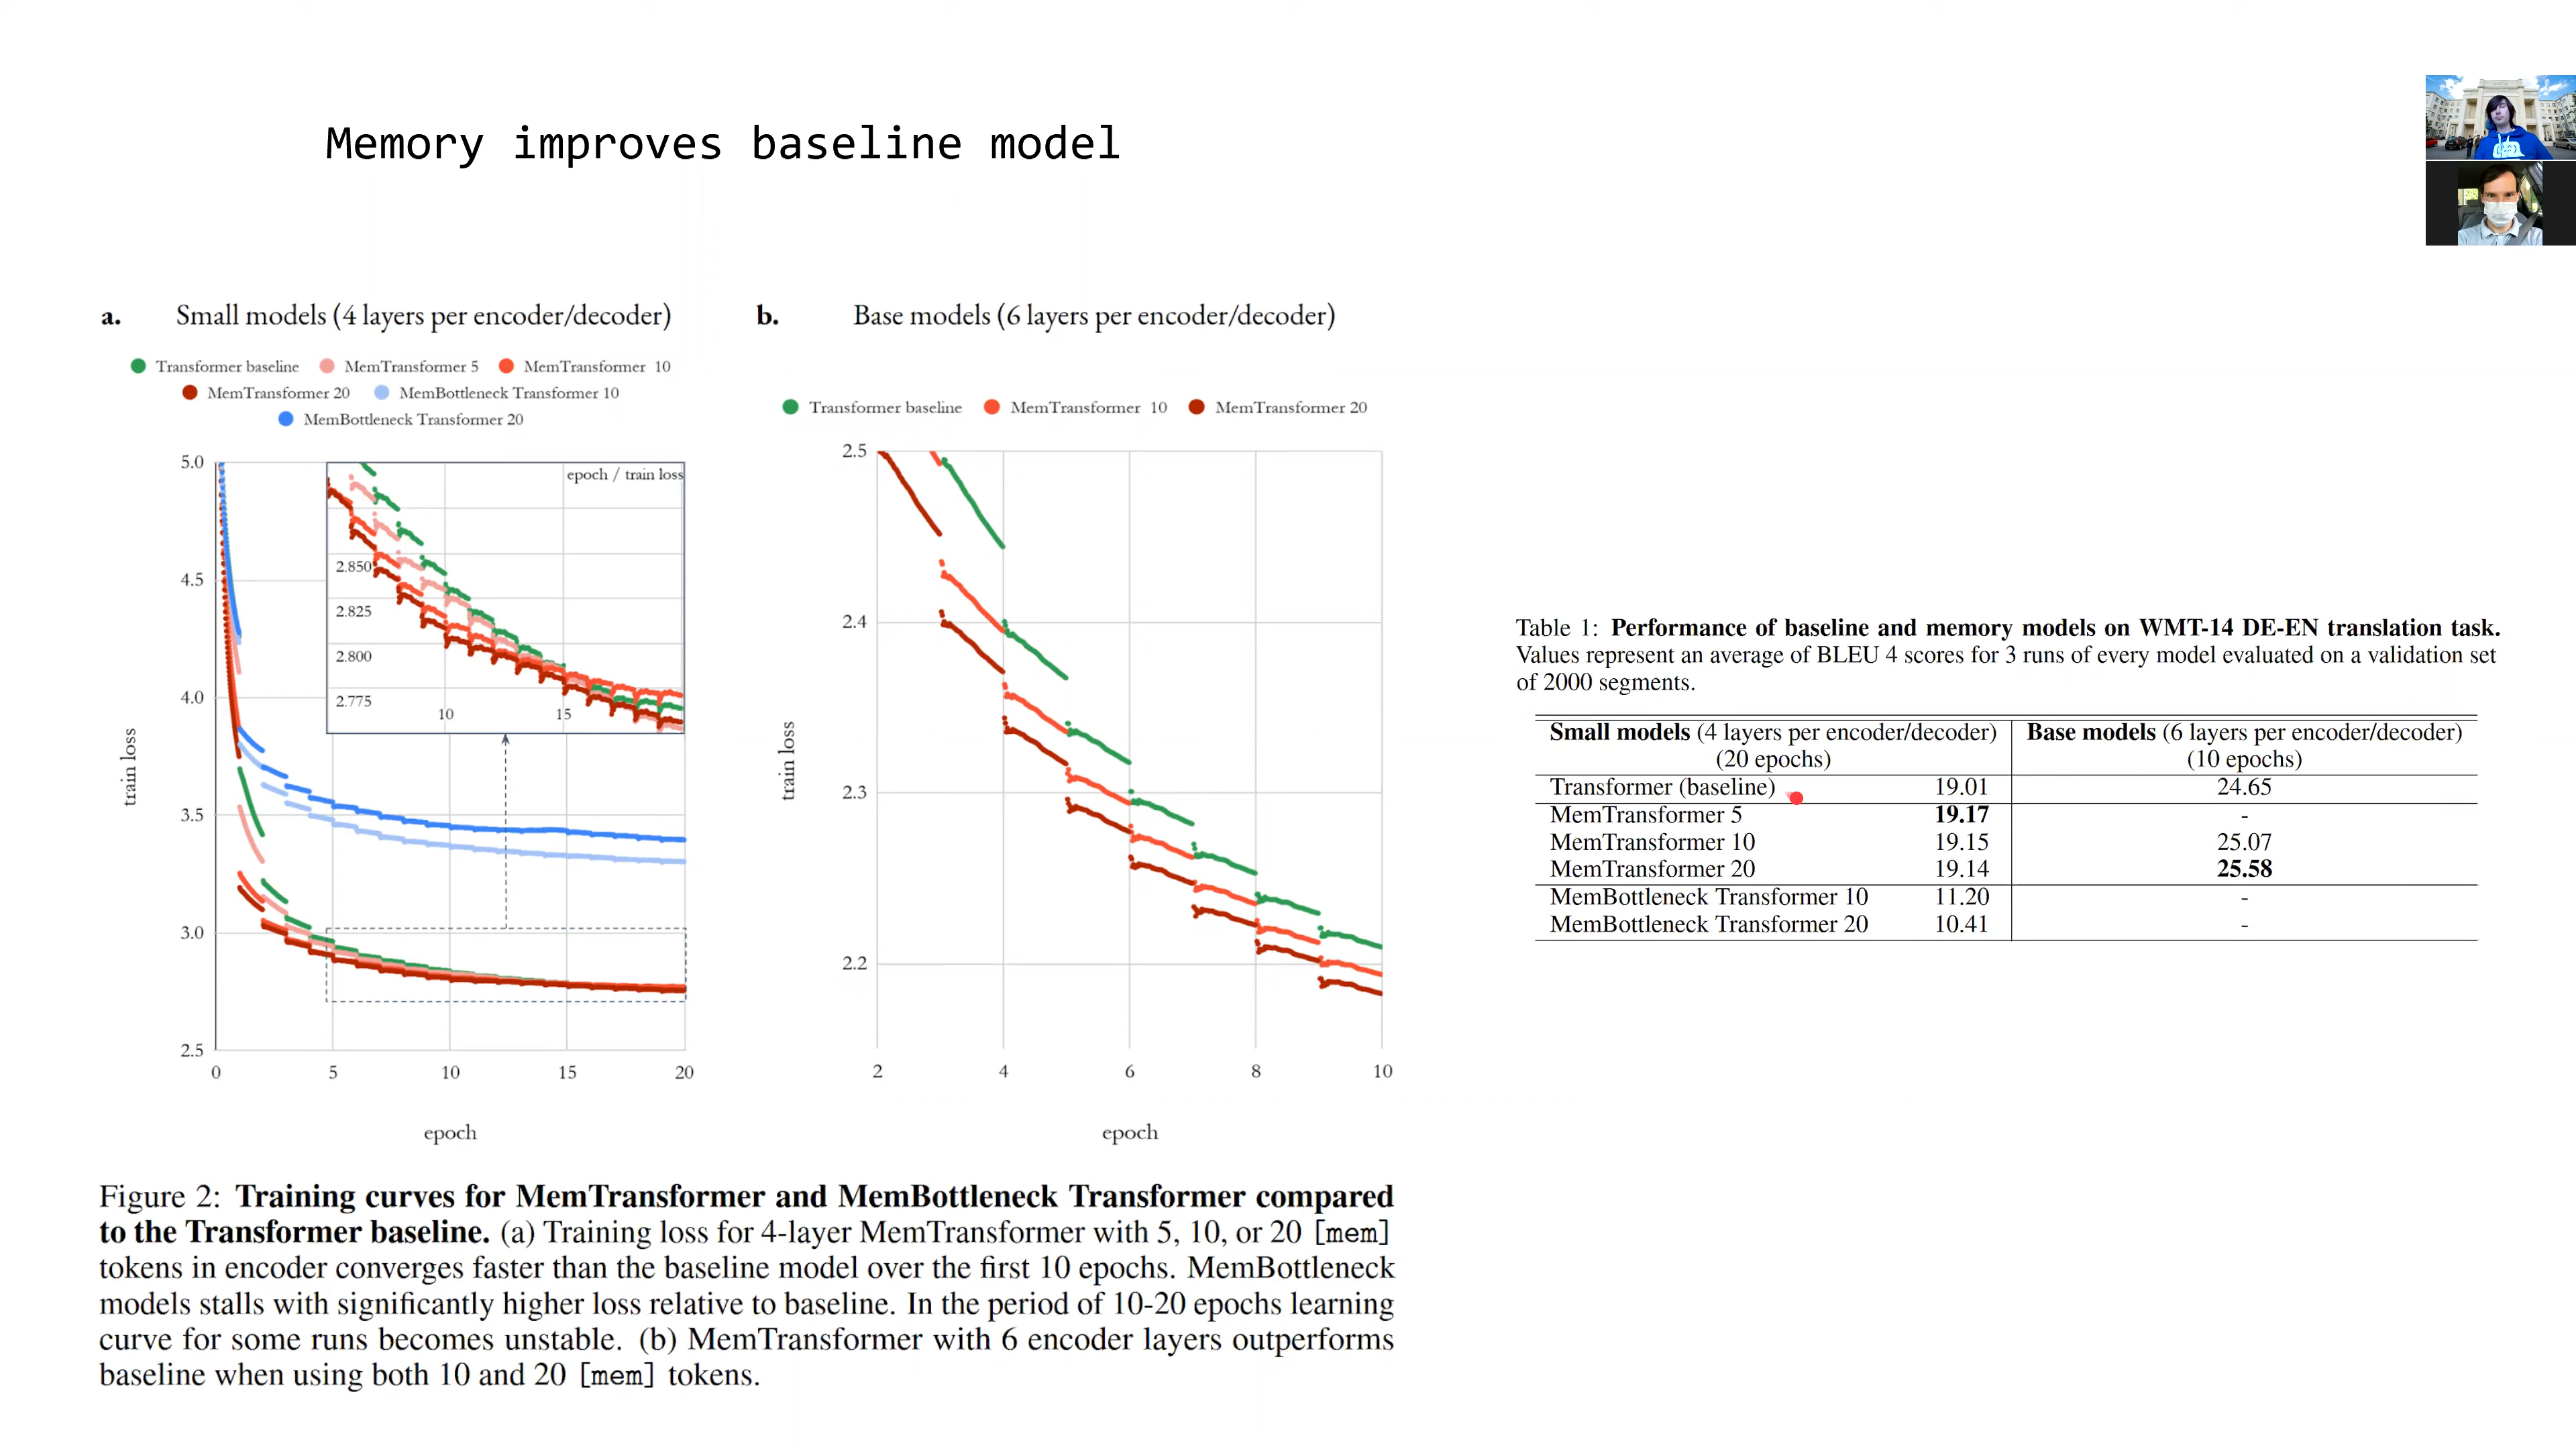 Memory improves baseline model
a. Small models (4 layers per encoder/decoder)
Transformer baseline MemTransformer 5 MemTransformer 10
MemTransformer 20 MemBottleneck Transformer 10
MemBottleneck Transformer 20
5.0
4.5
4.0
3.5
3.0
2.5
train loss
epoch / train loss
2.850
2.825
2.800
2.775
10 15
0 5 10 15 20
epoch
b. Base models (6 layers per encoder/decoder)
Transformer baseline MemTransformer 10 MemTransformer 20
2.5
2.4
2.3
2.2
train loss
2 4 6 8 10
epoch
Figure 2: Training curves for MemTransformer and MemBottleneck Transformer compared
to the Transformer baseline. (a) Training loss for 4-layer MemTransformer with 5, 10, or 20 [mem]
tokens in encoder converges faster than the baseline model over the first 10 epochs. MemBottleneck
models stalls with significantly higher loss relative to baseline. In the period of 10-20 epochs learning
curve for some runs becomes unstable. (b) MemTransformer with 6 encoder layers outperforms
baseline when using both 10 and 20 [mem] tokens.
Table 1: Performance of baseline and memory models on WMT-14 DE-EN translation task.
Values represent an average of BLEU 4 scores for 3 runs of every model evaluated on a validation set
of 2000 segments.
Small models (4 layers per encoder/decoder) Base models (6 layers per encoder/decoder)
(20 epochs) (10 epochs)
Transformer (baseline) 19.01 24.65
MemTransformer 5 19.17 -
MemTransformer 10 19.15 25.07
MemTransformer 20 19.14 25.58
MemBottleneck Transformer 10 11.20 -
MemBottleneck Transformer 20 10.41 -